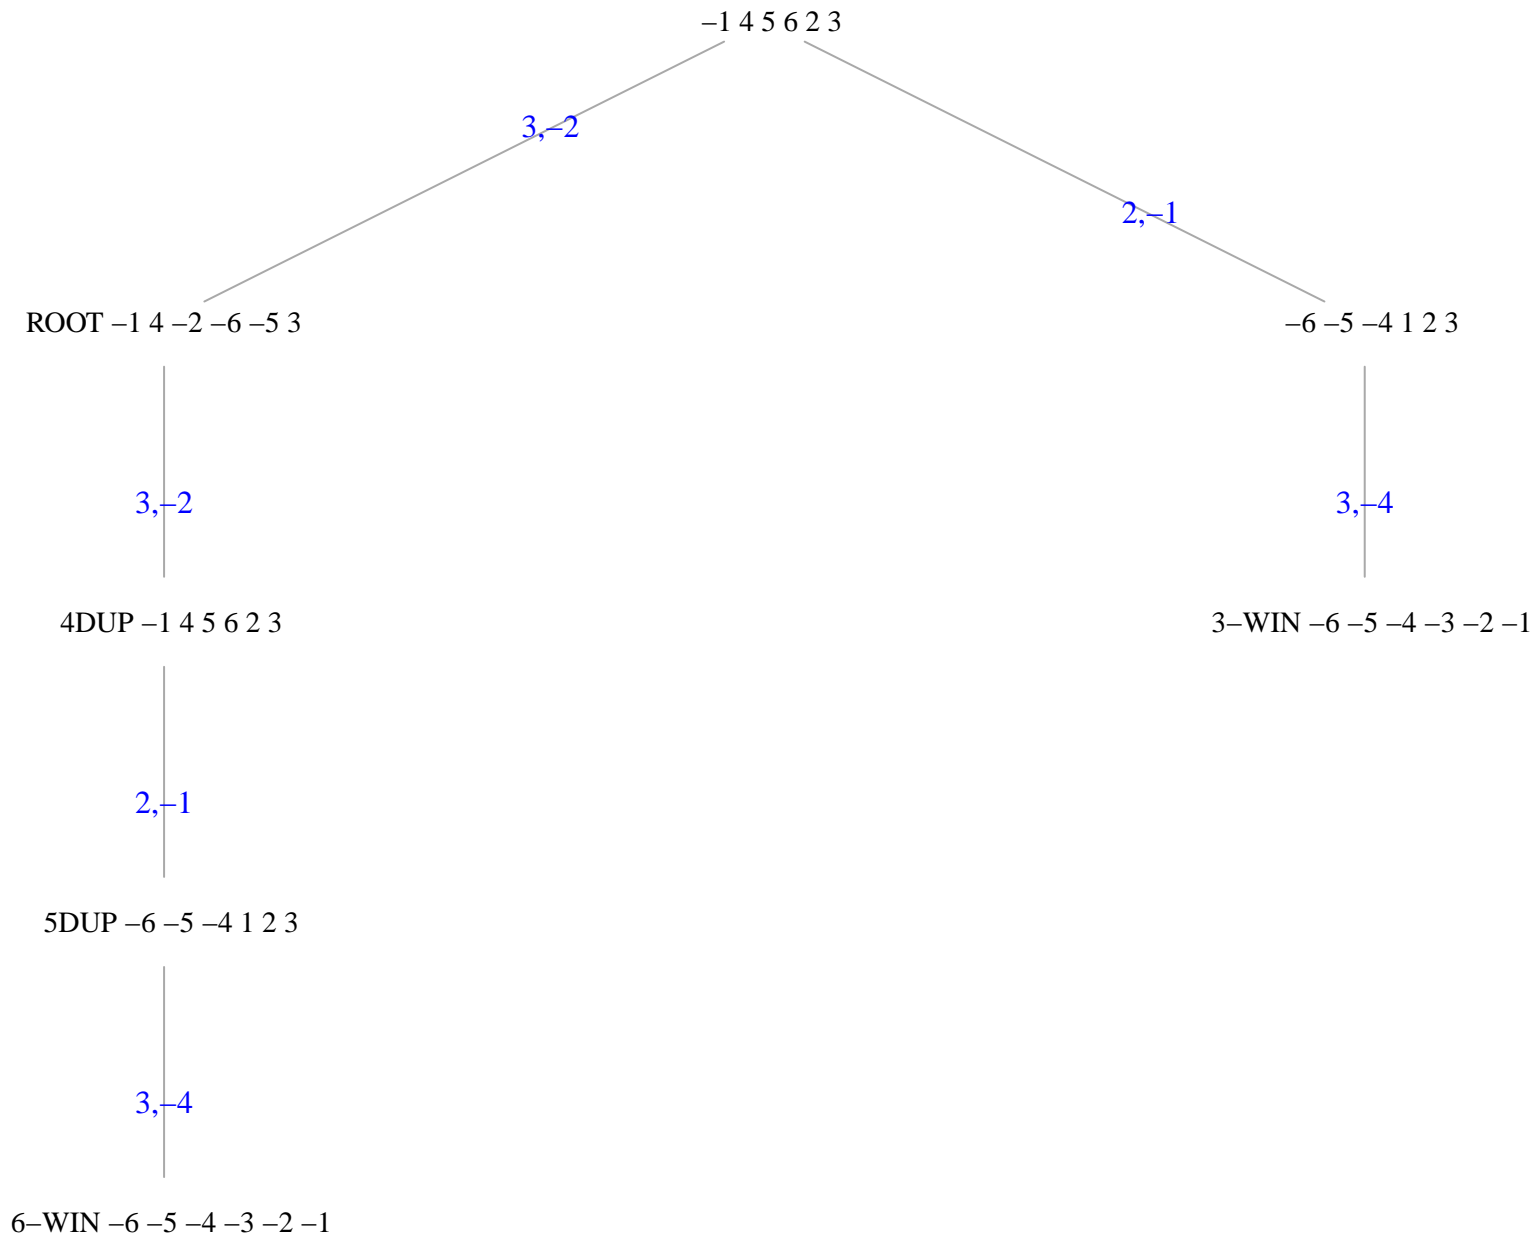 –1 4 5 6 2 3
3,–2
2,–1
ROOT –1 4 –2 –6 –5 3
–6 –5 –4 1 2 3
3,–2
3,–4
4DUP –1 4 5 6 2 3
3–WIN –6 –5 –4 –3 –2 –1
2,–1
5DUP –6 –5 –4 1 2 3
3,–4
6–WIN –6 –5 –4 –3 –2 –1